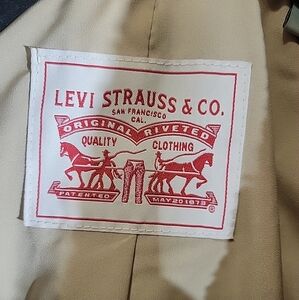 LEVI STRAUSS & CO.
SAN FRANCISCO
CAL.
ORIGINAL RIVETED
QUALITY CLOTHING
PATENTED MAY 20 1873
®